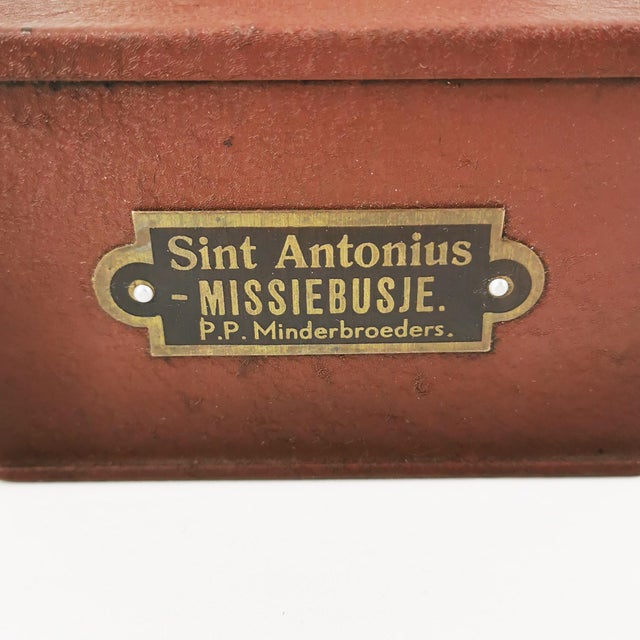 Sint Antonius
- MISSIEBUSJE.
P.P. Minderbroeders.